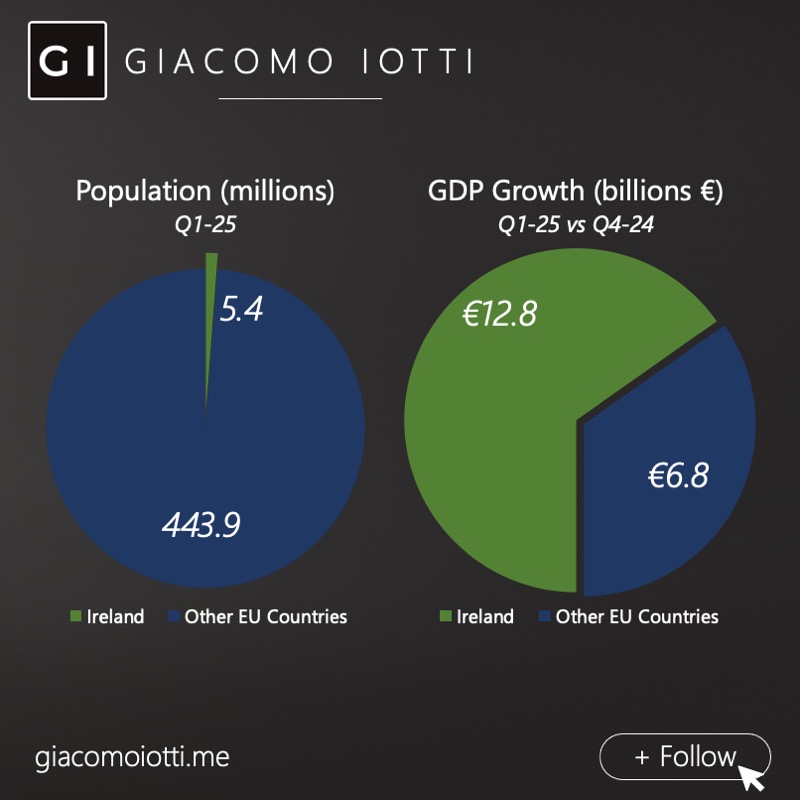 GI GIACOMO IOTTI
Population (millions)
Q1-25
5.4
443.9
Ireland Other EU Countries
GDP Growth (billions €)
Q1-25 vs Q4-24
€12.8
€6.8
Ireland Other EU Countries
giacomoiotti.me
+ Follow